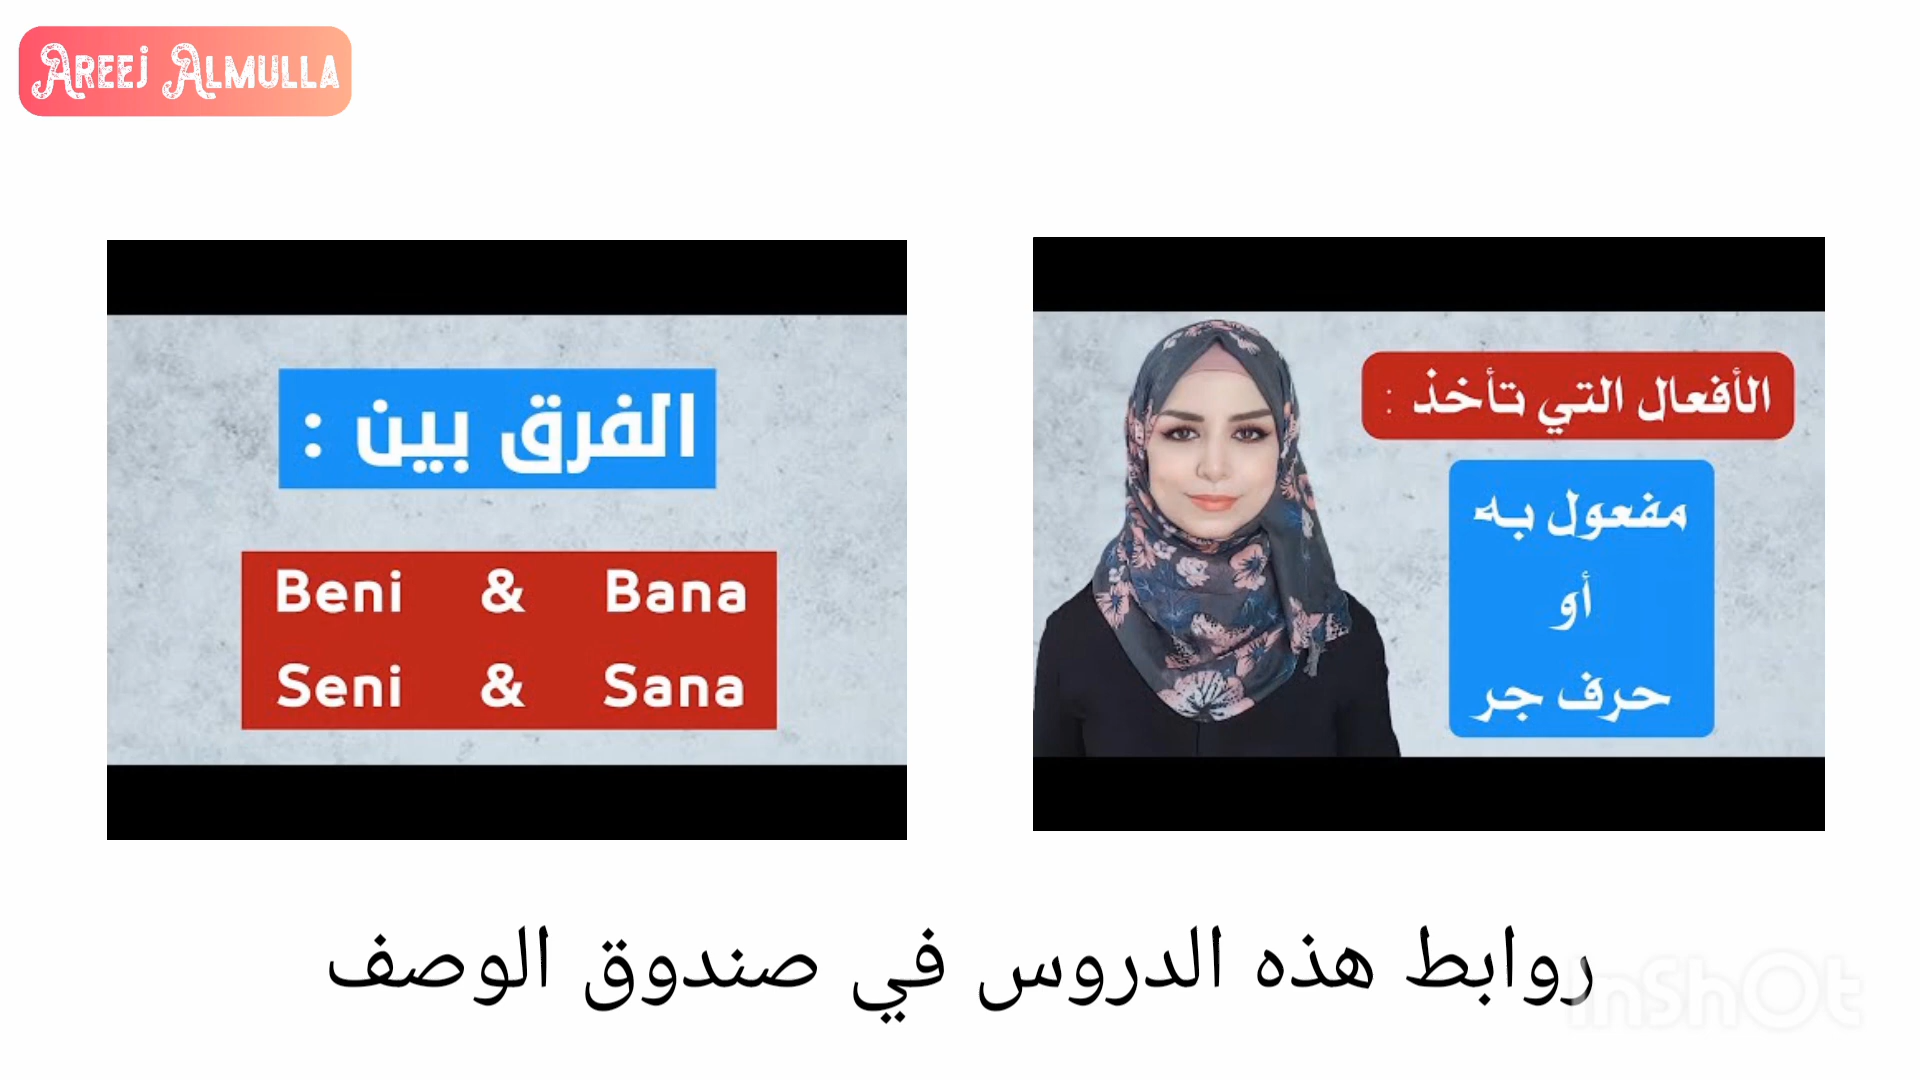 AREEJ ALMULLA
الفرق بين :
Beni & Bana
Seni & Sana
الأفعال التي تأخذ :
مفعول به
أو
حرف جر
روابط هذه الدروس في صندوق الوصف
InShOt